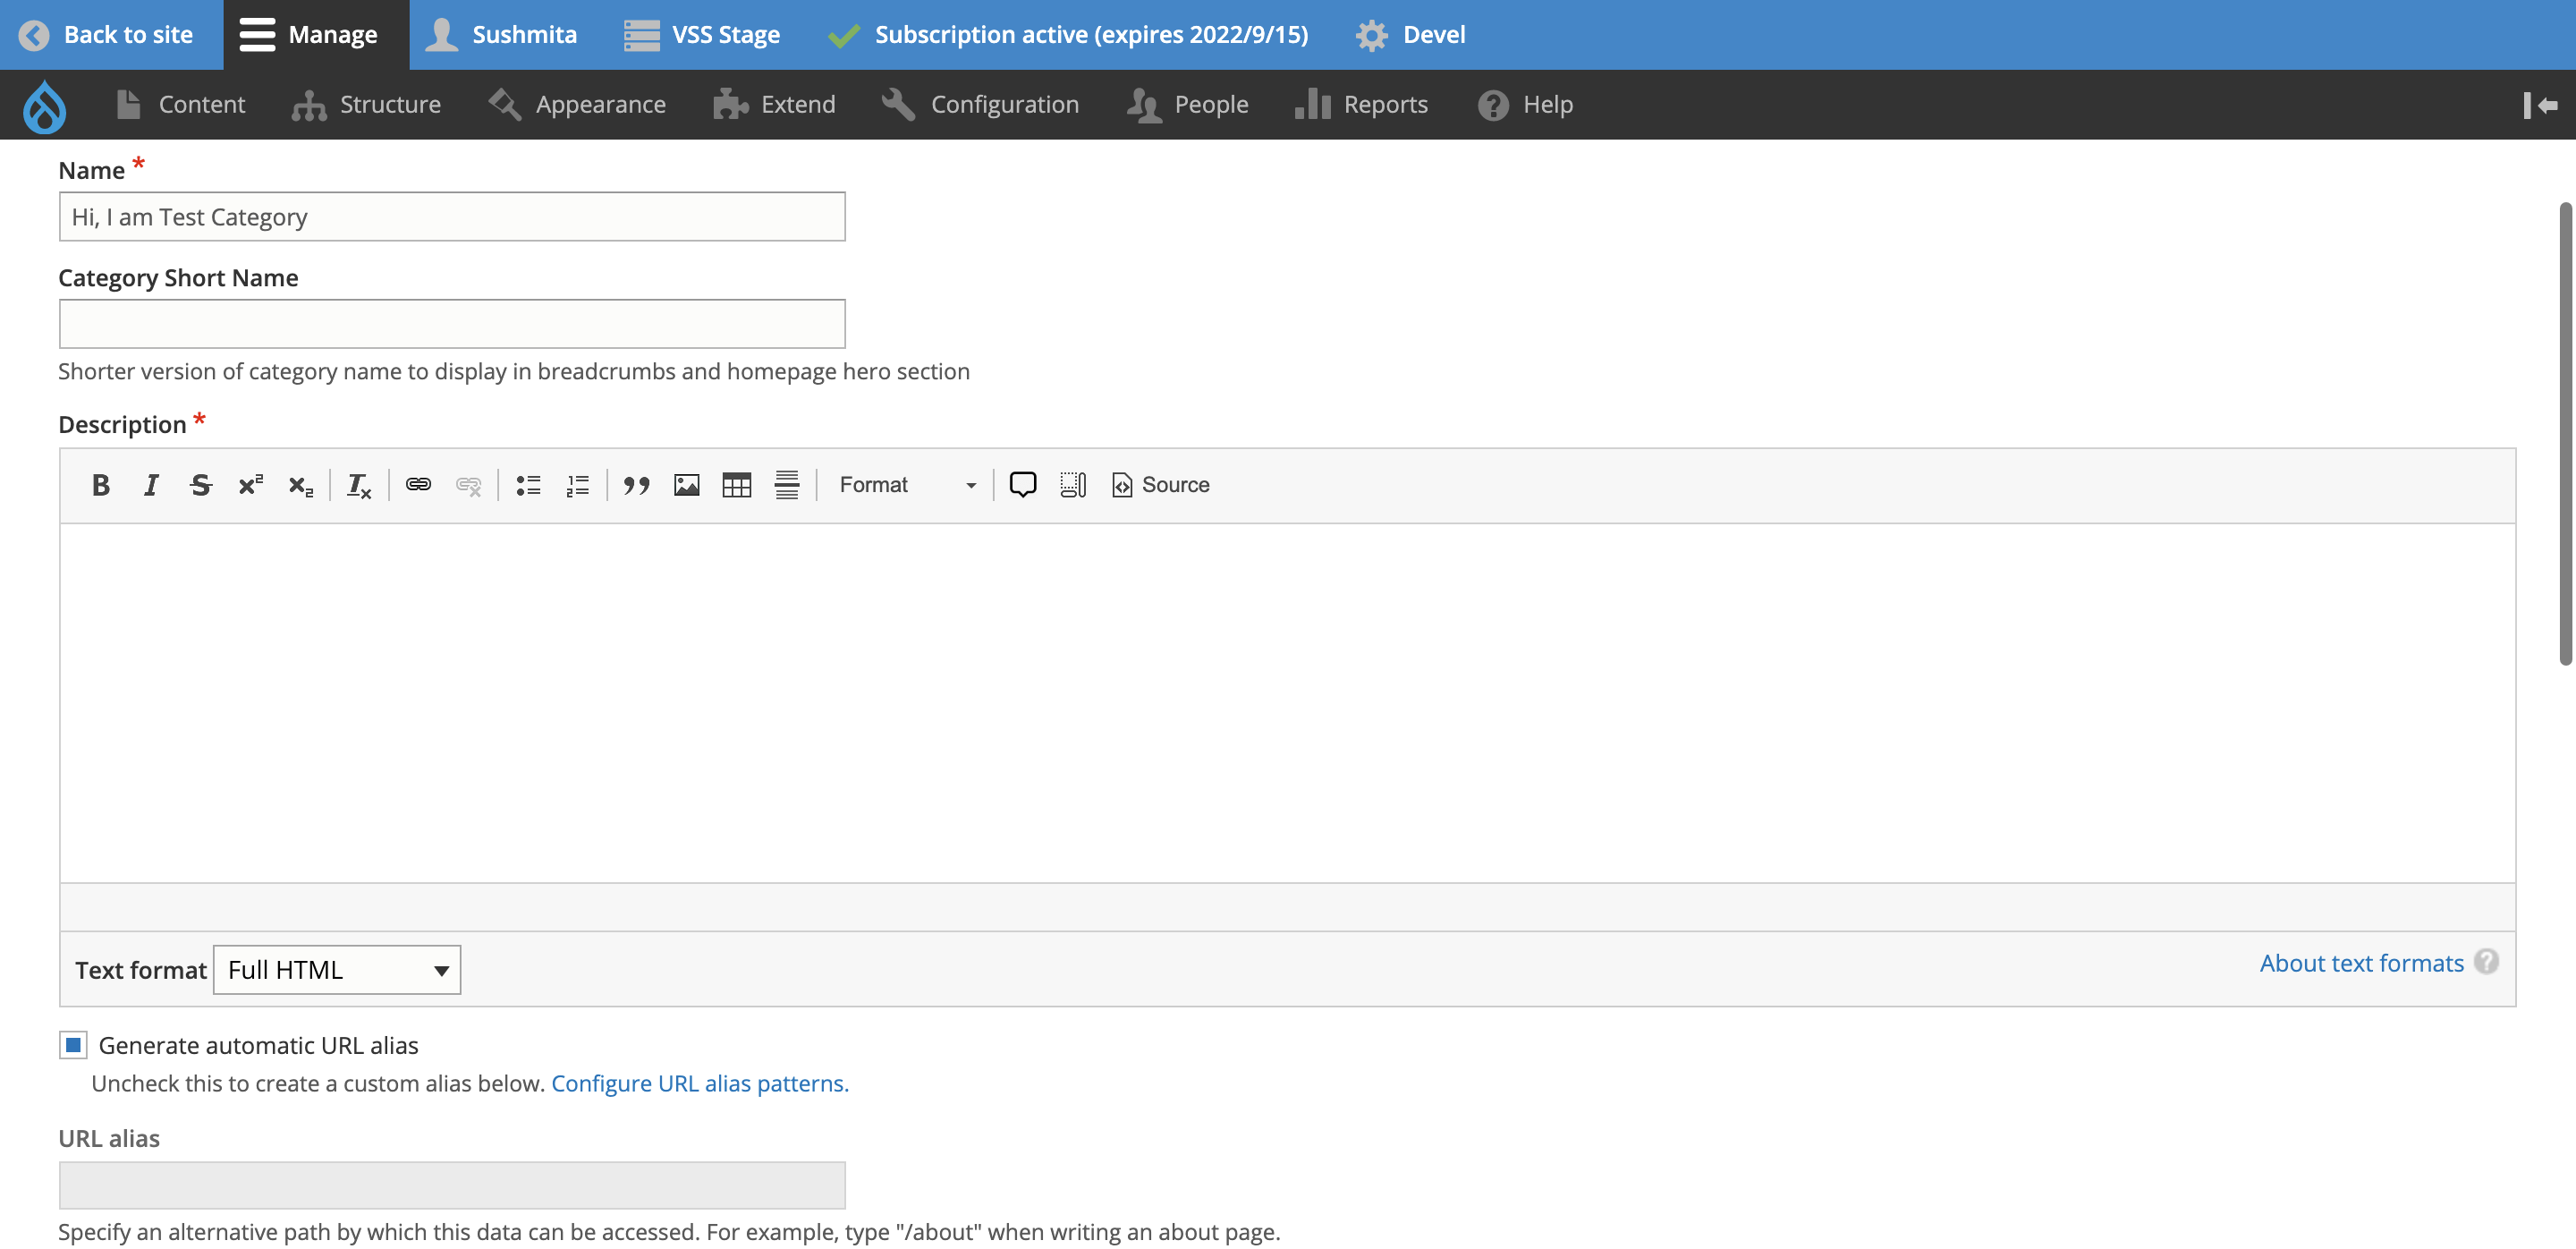 Back to site Manage Sushmita VSS Stage Subscription active (expires 2022/9/15) Devel
Content Structure Appearance Extend Configuration People Reports Help
Name *
Hi, I am Test Category
Category Short Name
Shorter version of category name to display in breadcrumbs and homepage hero section
Description *
Format Source
Text format Full HTML About text formats
Generate automatic URL alias
Uncheck this to create a custom alias below. Configure URL alias patterns.
URL alias
Specify an alternative path by which this data can be accessed. For example, type "/about" when writing an about page.